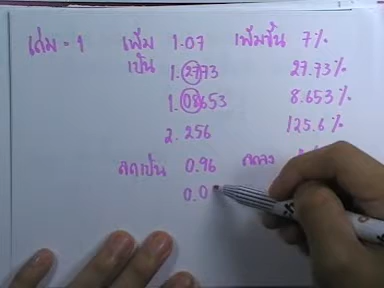 เดิม = 1 เพิ่ม 1.07 เพิ่มขึ้น 7%
เป็น 1.2773 27.73%
1.08653 8.653%
2.256 125.6%
ลดเป็น 0.96 ลดลง
0.0